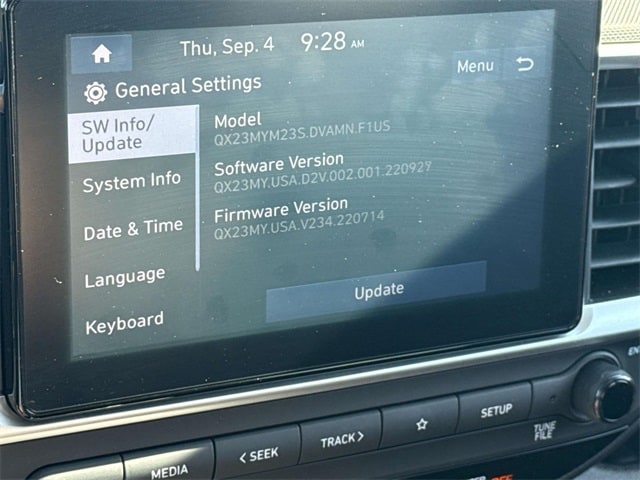 Thu, Sep. 4 9:28 AM
Menu
General Settings
SW Info/
Update
System Info
Date & Time
Language
Keyboard
Model
QX23MYM23S.DVAMN.F1US
Software Version
QX23MY.USA.D2V.002.001.220929
Firmware Version
QX23MY.USA.V234.220714
Update
MEDIA
< SEEK
TRACK >
☆
SETUP
TUNE
FILE
OFF